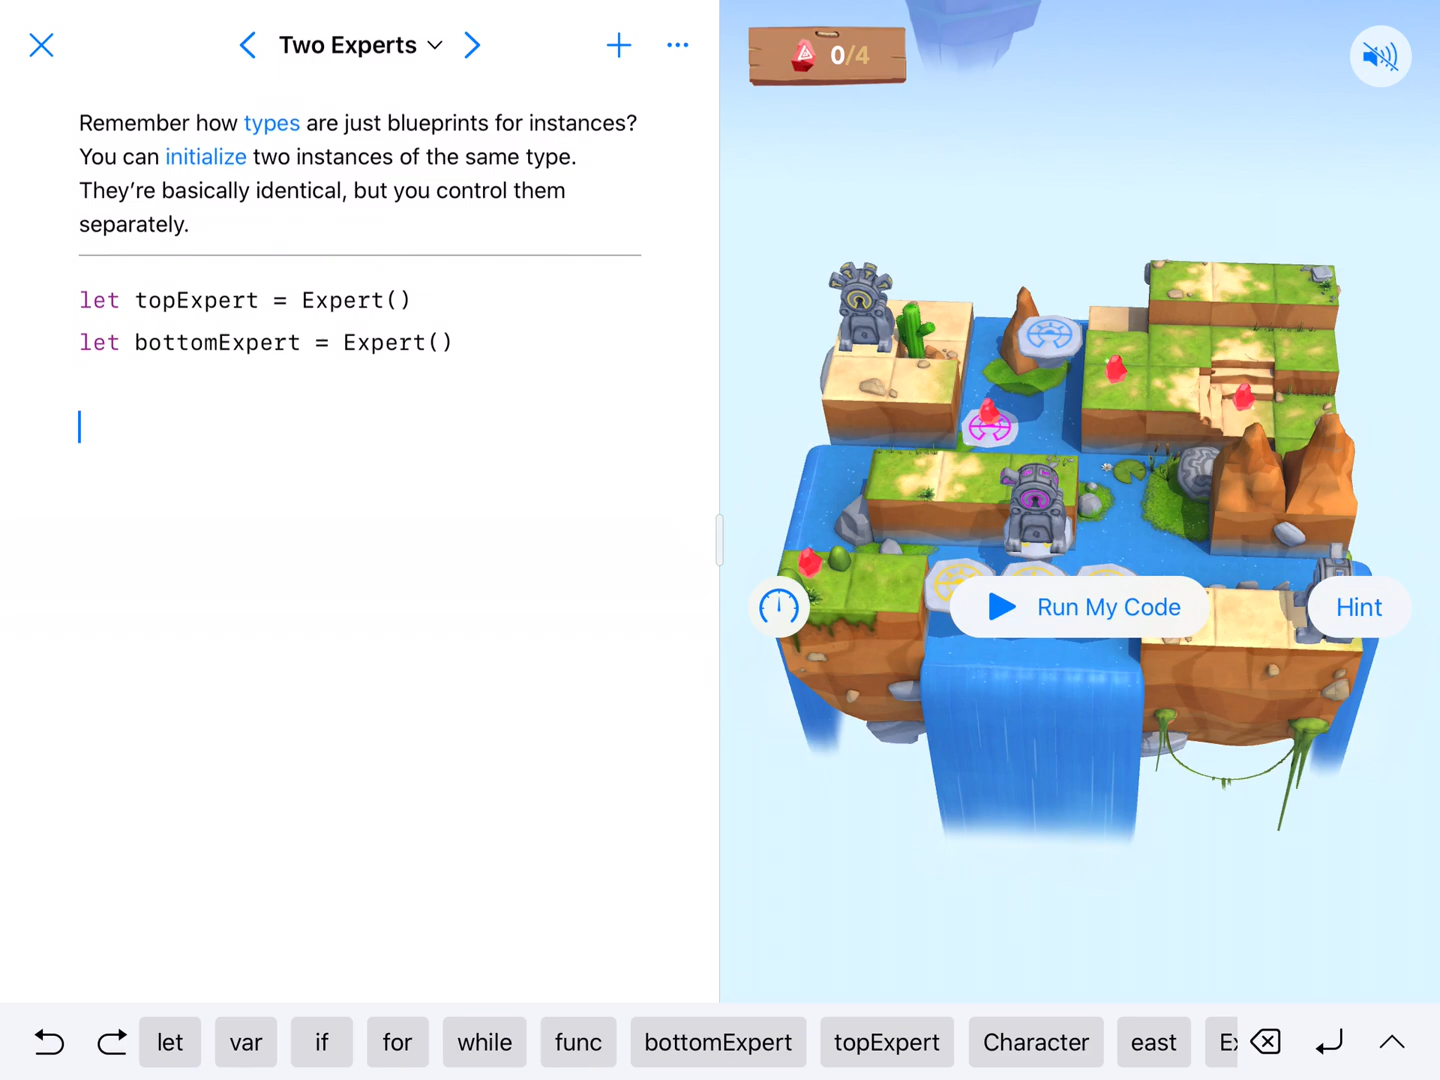 Two Experts
Remember how types are just blueprints for instances?
You can initialize two instances of the same type.
They’re basically identical, but you control them
separately.
let topExpert = Expert()
let bottomExpert = Expert()
0/4
Run My Code
Hint
let var if for while func bottomExpert topExpert Character east